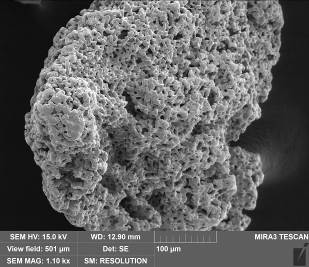 SEM HV: 15.0 kV WD: 12.90 mm MIRA3 TESCAN
View field: 501 µm Det: SE 100 µm
SEM MAG: 1.10 kx SM: RESOLUTION